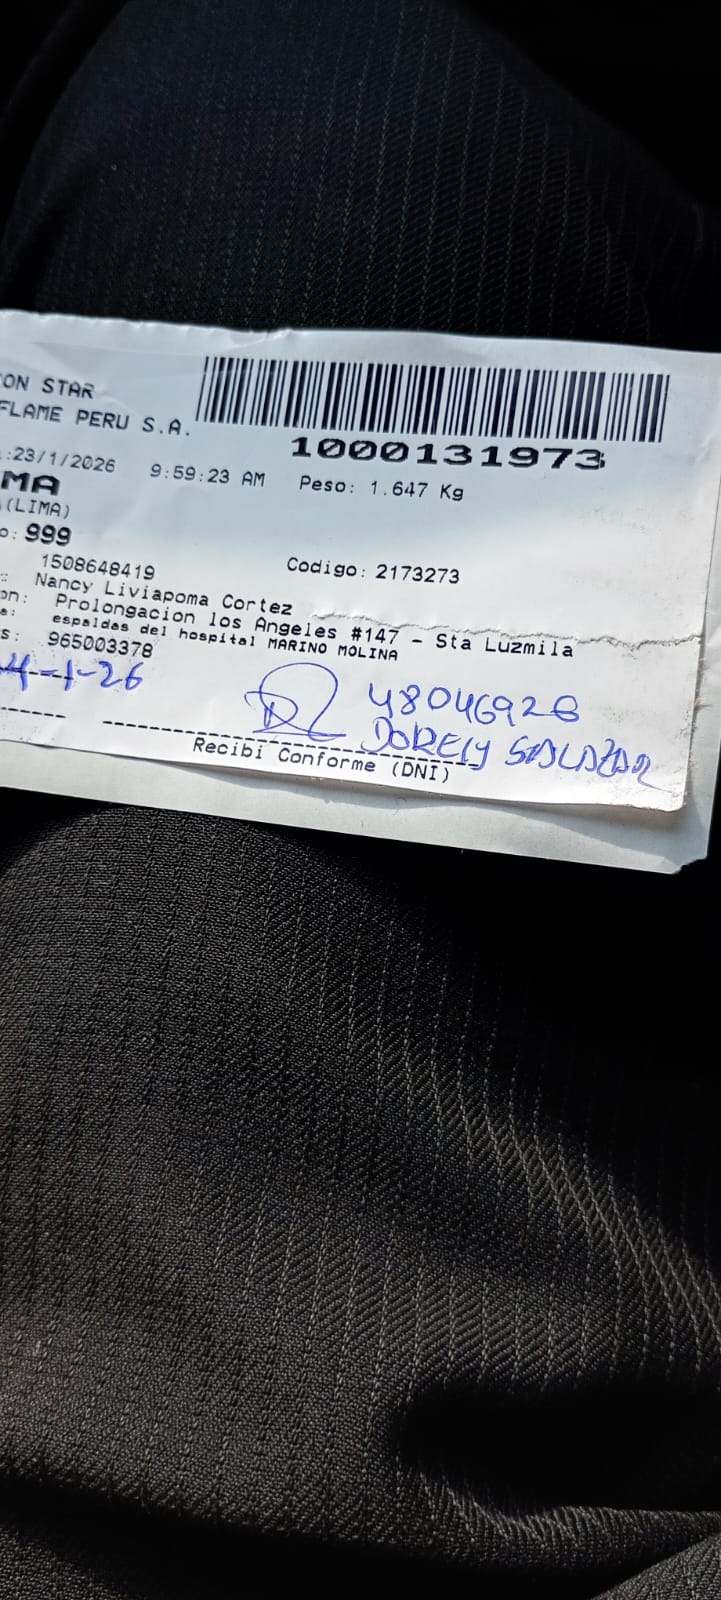 ON STAR
FLAME PERU S.A.
1000131973
:23/1/2026 9:59:23 AM Peso: 1.647 Kg
MA
(LIMA)
o: 999
1508648419 Codigo: 2173273
: Nancy Liviapoma Cortez
on: Prolongacion los Angeles #147 - Sta Luzmila
a: espaldas del hospital MARINO MOLINA
s: 965003378
4-1-26
48046926
DORELY SALAZAR
Recibi Conforme (DNI)